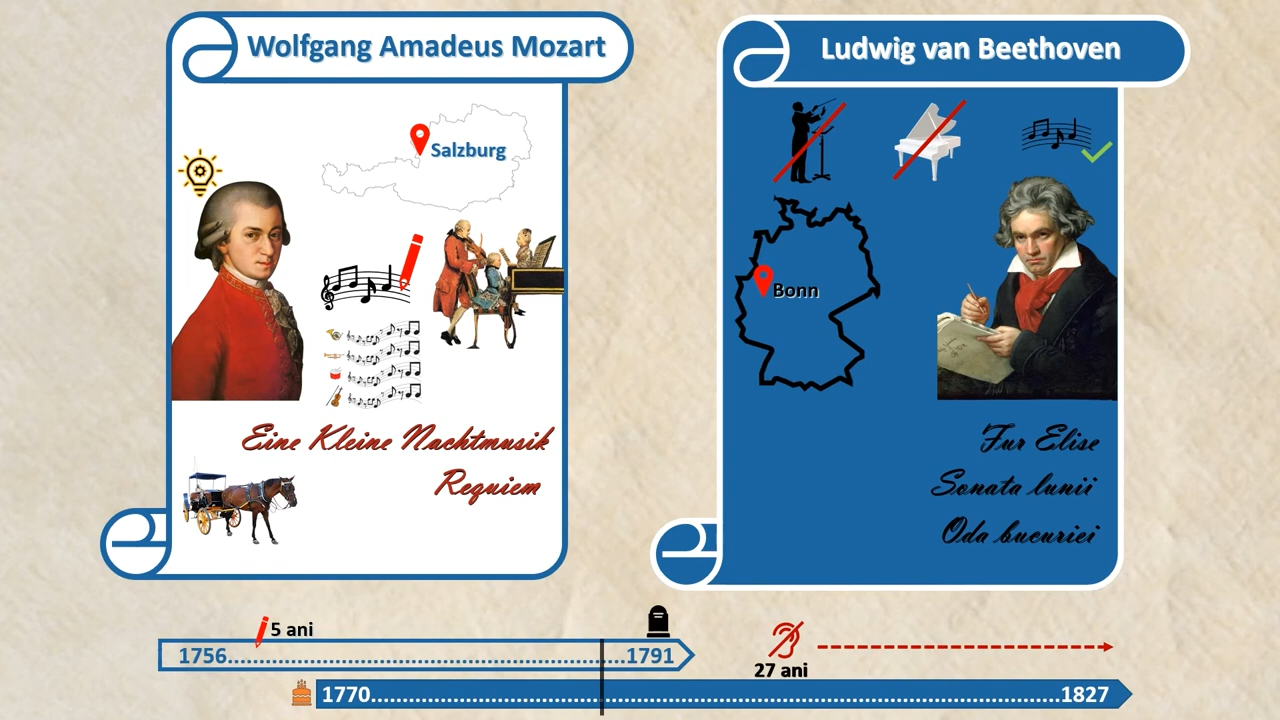 Wolfgang Amadeus Mozart
Salzburg
Eine Kleine Nachtmusik
Requiem
Ludwig van Beethoven
Bonn
Fur Elise
Sonata lunii
Oda bucuriei
5 ani
1756.......................................................1791
27 ani
1770..........................................................................................................1827